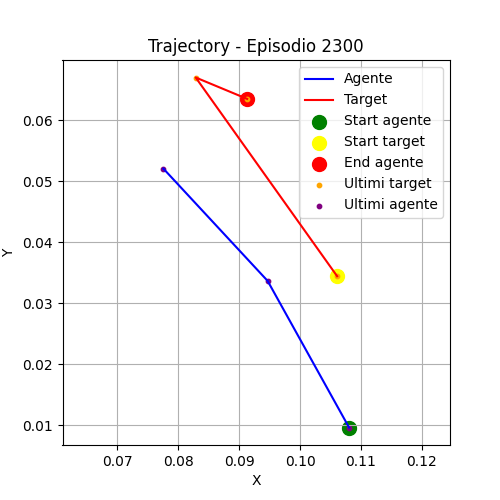 Trajectory - Episodio 2300
Agente
Target
Start agente
Start target
End agente
Ultimi target
Ultimi agente
0.06
0.05
0.04
0.03
0.02
0.01
Y
0.07 0.08 0.09 0.10 0.11 0.12
X